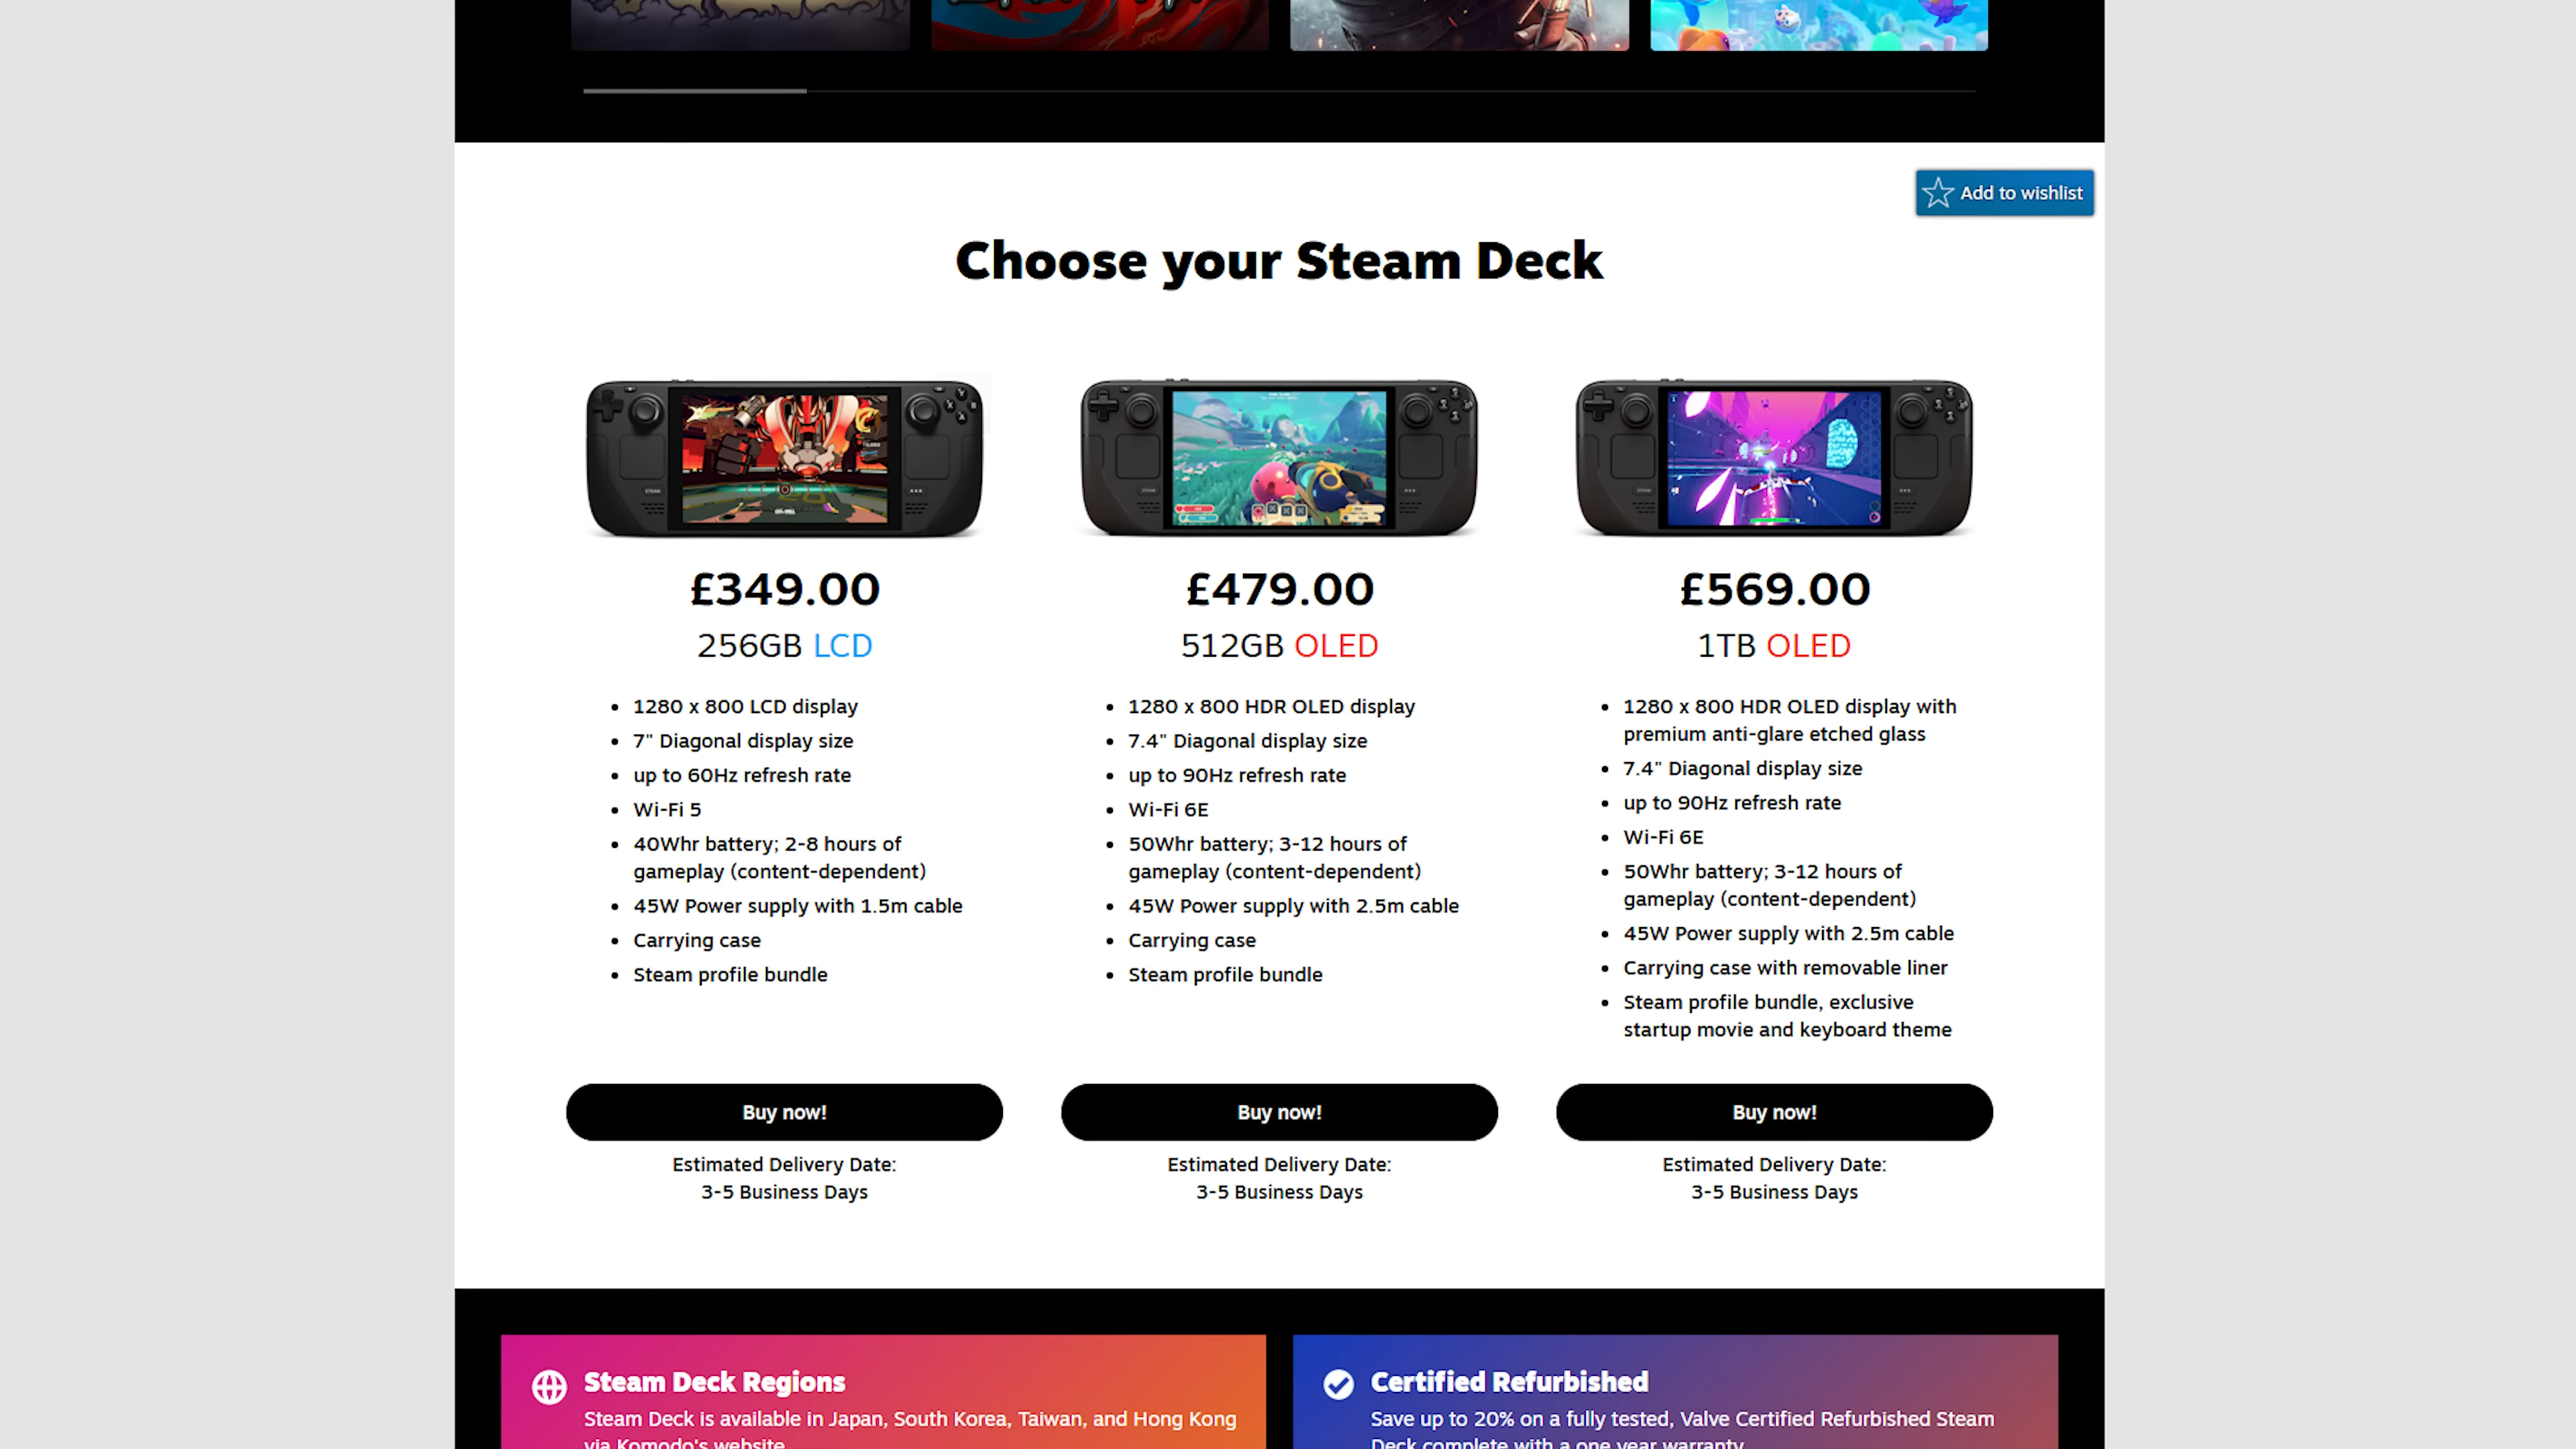 Add to wishlist
Choose your Steam Deck
£349.00
256GB LCD
• 1280 x 800 LCD display
• 7" Diagonal display size
• up to 60Hz refresh rate
• Wi-Fi 5
• 40Whr battery; 2-8 hours of
gameplay (content-dependent)
• 45W Power supply with 1.5m cable
• Carrying case
• Steam profile bundle
Buy now!
Estimated Delivery Date:
3-5 Business Days
£479.00
512GB OLED
• 1280 x 800 HDR OLED display
• 7.4" Diagonal display size
• up to 90Hz refresh rate
• Wi-Fi 6E
• 50Whr battery; 3-12 hours of
gameplay (content-dependent)
• 45W Power supply with 2.5m cable
• Carrying case
• Steam profile bundle
Buy now!
Estimated Delivery Date:
3-5 Business Days
£569.00
1TB OLED
• 1280 x 800 HDR OLED display with
premium anti-glare etched glass
• 7.4" Diagonal display size
• up to 90Hz refresh rate
• Wi-Fi 6E
• 50Whr battery; 3-12 hours of
gameplay (content-dependent)
• 45W Power supply with 2.5m cable
• Carrying case with removable liner
• Steam profile bundle, exclusive
startup movie and keyboard theme
Buy now!
Estimated Delivery Date:
3-5 Business Days
Steam Deck Regions
Steam Deck is available in Japan, South Korea, Taiwan, and Hong Kong
via Komodo's website
Certified Refurbished
Save up to 20% on a fully tested, Valve Certified Refurbished Steam
Deck complete with a one year warranty